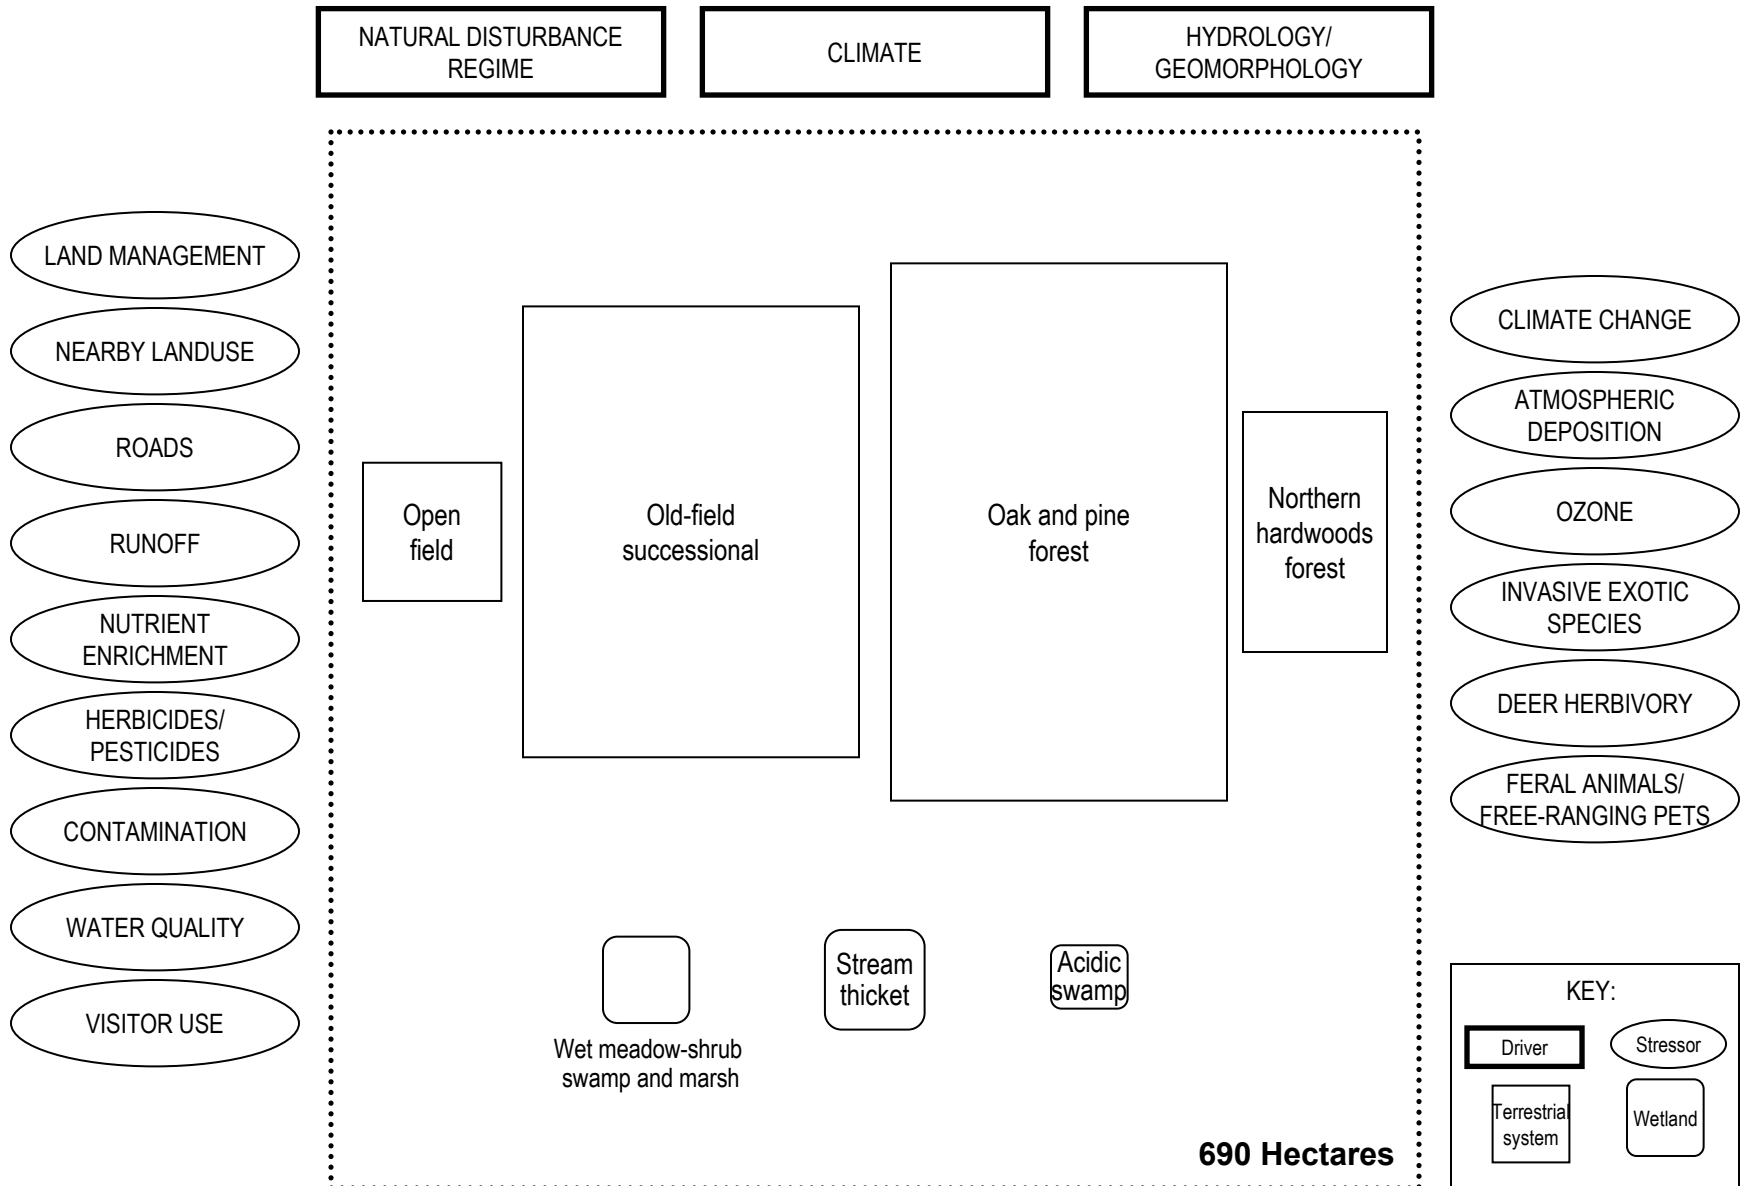 NATURAL DISTURBANCE
REGIME
CLIMATE
HYDROLOGY/
GEOMORPHOLOGY
LAND MANAGEMENT
NEARBY LANDUSE
ROADS
RUNOFF
NUTRIENT
ENRICHMENT
HERBICIDES/
PESTICIDES
CONTAMINATION
WATER QUALITY
VISITOR USE
Open
field
Old-field
successional
Oak and pine
forest
Northern
hardwoods
forest
Wet meadow-shrub
swamp and marsh
Stream
thicket
Acidic
swamp
690 Hectares
CLIMATE CHANGE
ATMOSPHERIC
DEPOSITION
OZONE
INVASIVE EXOTIC
SPECIES
DEER HERBIVORY
FERAL ANIMALS/
FREE-RANGING PETS
KEY:
Driver
Stressor
Terrestrial
system
Wetland